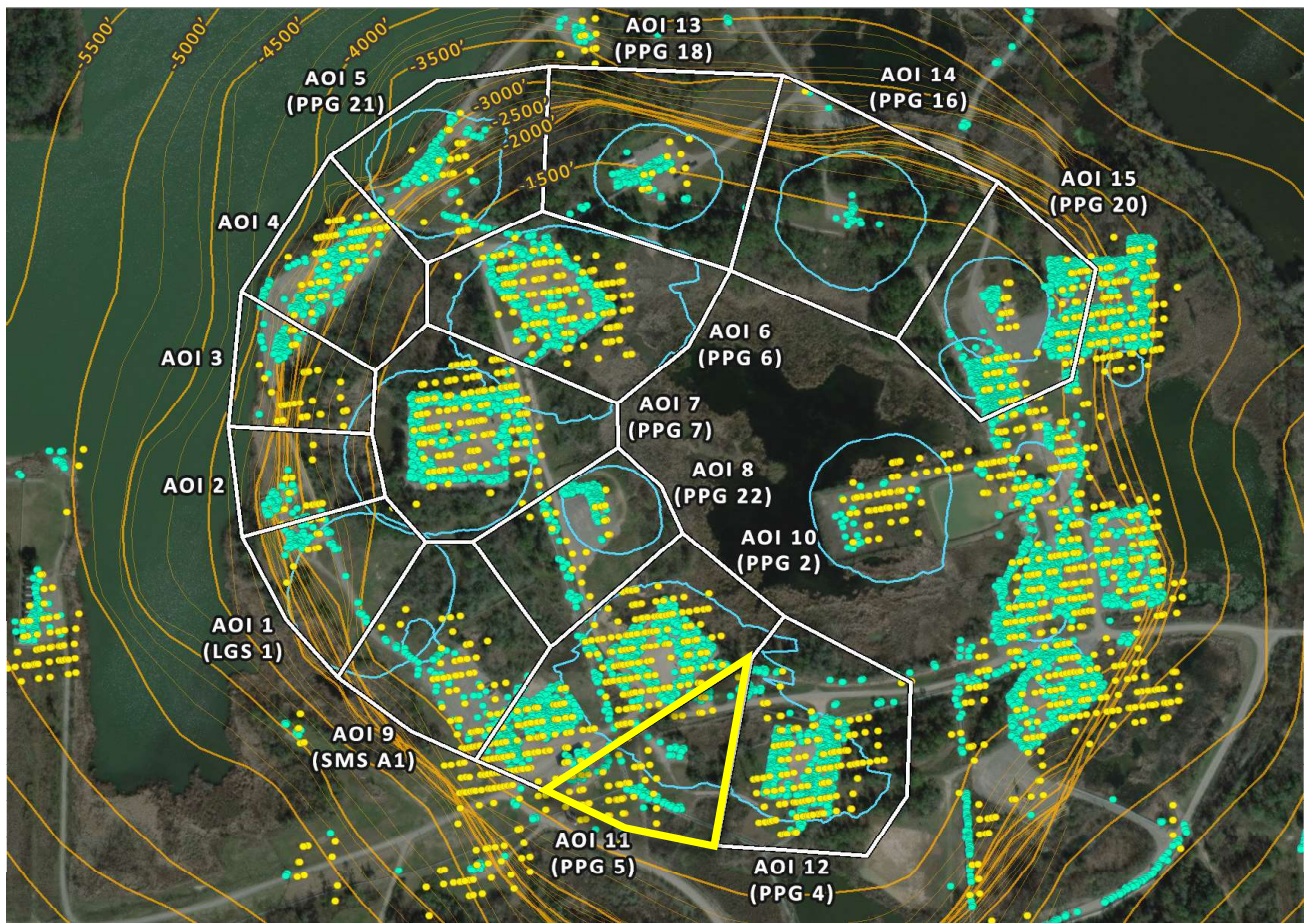 -5500'
-5000'
-4500'
-4000'
-3500'
-3000'
-2500'
-2000'
-1500'
AOI 13
(PPG 18)
AOI 5
(PPG 21)
AOI 14
(PPG 16)
AOI 15
(PPG 20)
AOI 4
AOI 3
AOI 6
(PPG 6)
AOI 7
(PPG 7)
AOI 8
(PPG 22)
AOI 2
AOI 10
(PPG 2)
AOI 1
(LGS 1)
AOI 9
(SMS A1)
AOI 11
(PPG 5)
AOI 12
(PPG 4)